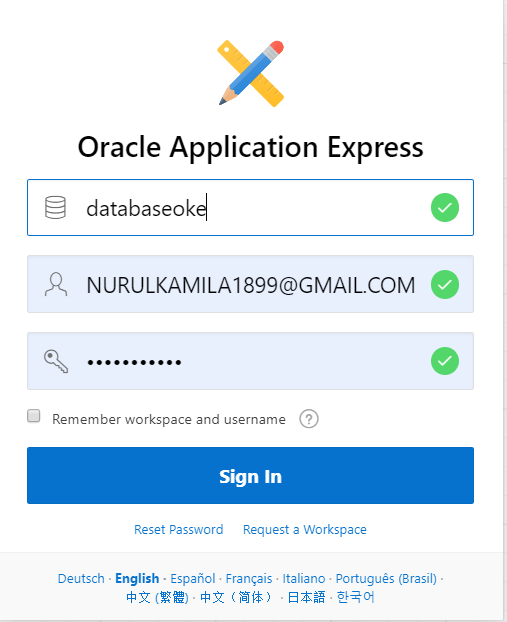 Oracle Application Express
databaseoke
NURULKAMILA1899@GMAIL.COM
•••••••••••
Remember workspace and username ?
Sign In
Reset Password Request a Workspace
Deutsch · English · Español · Français · Italiano · Português (Brasil) ·
中文 (繁體) · 中文（简体） · 日本語 · 한국어